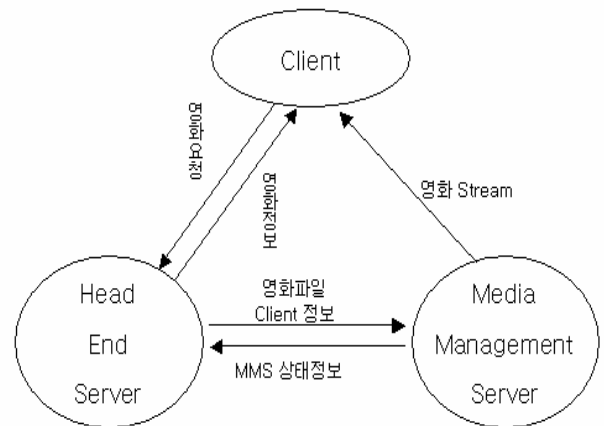 Client
영화요청
영화정보
영화 Stream
Head
End
Server
영화파일
Client 정보
MMS 상태정보
Media
Management
Server